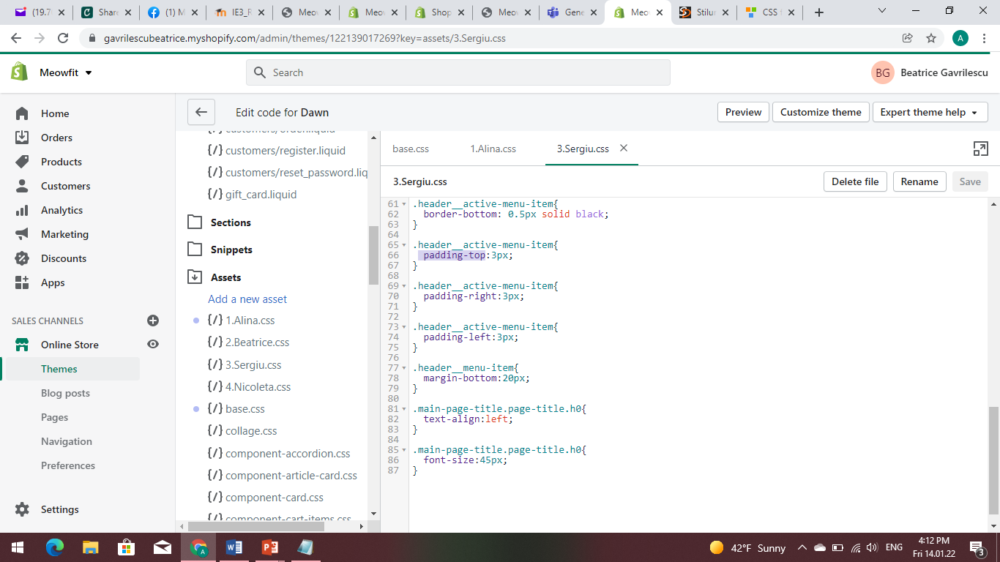 (19.7
Share
(1) M
IE3_R
Meov
Meov
Shop
Meov
Gene
Meov
Stilur
CSS f
gavrilescubeatrice.myshopify.com/admin/themes/122139017269?key=assets/3.Sergiu.css
A
Meowfit
Search
BG
Beatrice Gavrilescu
Home
Orders
Products
Customers
Analytics
Marketing
Discounts
Apps
SALES CHANNELS
Online Store
Themes
Blog posts
Pages
Navigation
Preferences
Settings
Edit code for Dawn
Preview
Customize theme
Expert theme help
{/} customers/order.liquid
{/} customers/register.liquid
{/} customers/reset_password.liq
{/} gift_card.liquid
Sections
Snippets
Assets
Add a new asset
{/} 1.Alina.css
{/} 2.Beatrice.css
{/} 3.Sergiu.css
{/} 4.Nicoleta.css
{/} base.css
{/} collage.css
{/} component-accordion.css
{/} component-article-card.css
{/} component-card.css
{/} component-cart-items.css
base.css
1.Alina.css
3.Sergiu.css
3.Sergiu.css
Delete file
Rename
Save
61 .header__active-menu-item{
62 border-bottom: 0.5px solid black;
63 }
64
65 .header__active-menu-item{
66 padding-top:3px;
67 }
68
69 .header__active-menu-item{
70 padding-right:3px;
71 }
72
73 .header__active-menu-item{
74 padding-left:3px;
75 }
76
77 .header__menu-item{
78 margin-bottom:20px;
79 }
80
81 .main-page-title.page-title.h0{
82 text-align:left;
83 }
84
85 .main-page-title.page-title.h0{
86 font-size:45px;
87 }
42°F Sunny
ENG
4:12 PM
Fri 14.01.22
3